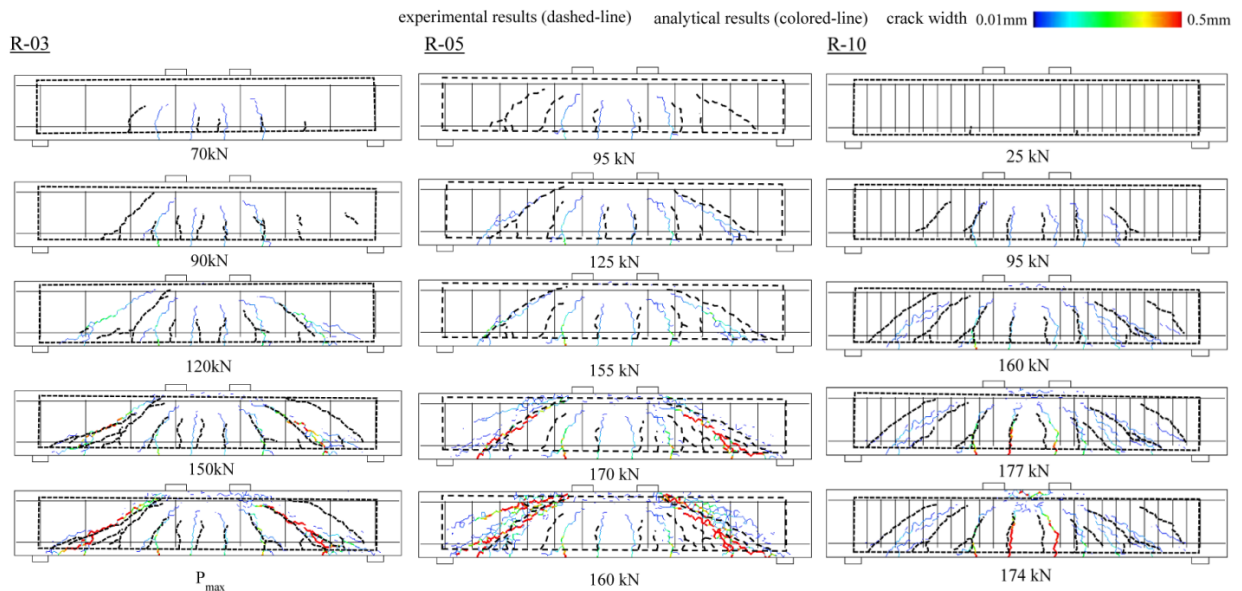 experimental results (dashed-line) analytical results (colored-line) crack width 0.01mm 0.5mm
R-03 R-05 R-10
70kN 95 kN 25 kN
90kN 125 kN 95 kN
120kN 155 kN 160 kN
150kN 170 kN 177 kN
Pmax 160 kN 174 kN